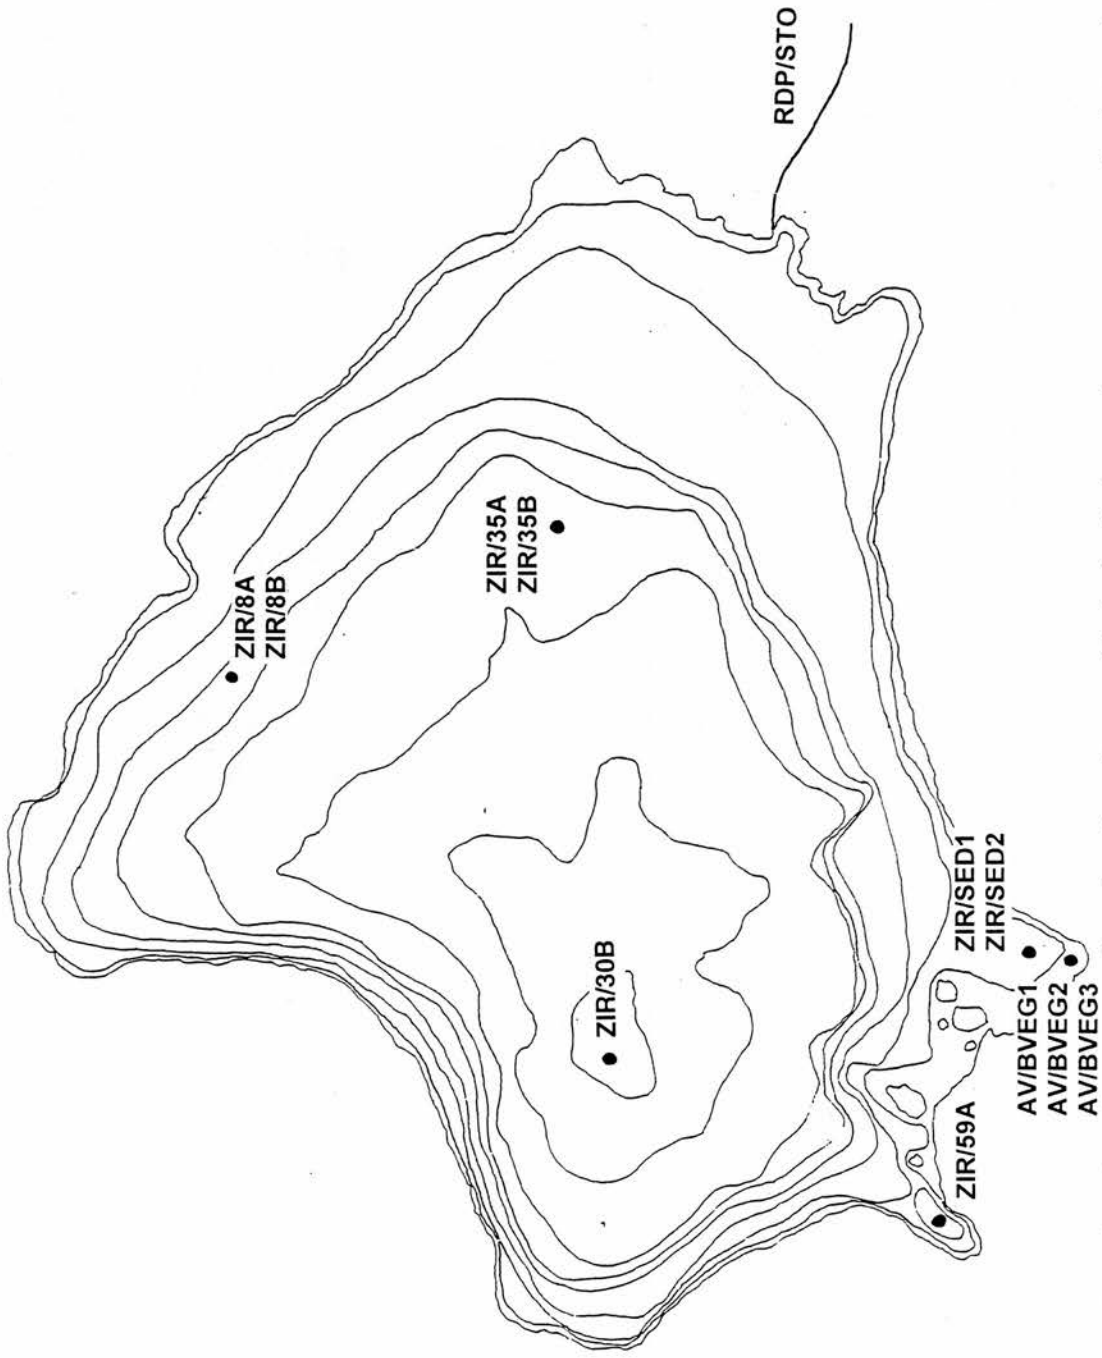 RDP/STO
ZIR/8A
ZIR/8B
ZIR/35A
ZIR/35B
ZIR/30B
ZIR/SED1
ZIR/SED2
AV/BVEG1
AV/BVEG2
AV/BVEG3
ZIR/59A